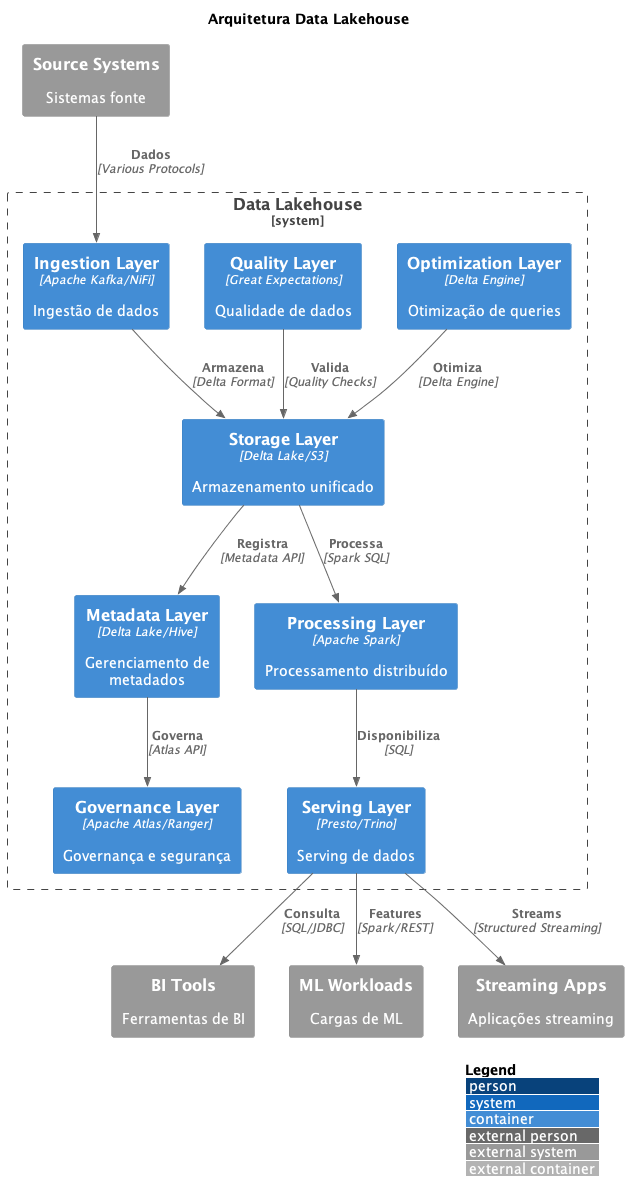 Arquitetura Data Lakehouse
Source Systems
Sistemas fonte
Dados
[Various Protocols]
Data Lakehouse
[system]
Ingestion Layer
[Apache Kafka/NiFi]
Ingestão de dados
Quality Layer
[Great Expectations]
Qualidade de dados
Optimization Layer
[Delta Engine]
Otimização de queries
Armazena
[Delta Format]
Valida
[Quality Checks]
Otimiza
[Delta Engine]
Storage Layer
[Delta Lake/S3]
Armazenamento unificado
Registra
[Metadata API]
Processa
[Spark SQL]
Metadata Layer
[Delta Lake/Hive]
Gerenciamento de
metadados
Processing Layer
[Apache Spark]
Processamento distribuído
Governa
[Atlas API]
Disponibiliza
[SQL]
Governance Layer
[Apache Atlas/Ranger]
Governança e segurança
Serving Layer
[Presto/Trino]
Serving de dados
Consulta
[SQL/JDBC]
Features
[Spark/REST]
Streams
[Structured Streaming]
BI Tools
Ferramentas de BI
ML Workloads
Cargas de ML
Streaming Apps
Aplicações streaming
Legend
person
system
container
external person
external system
external container